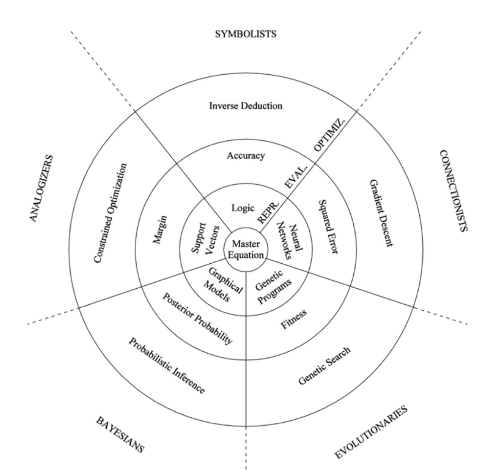 SYMBOLISTS
Inverse Deduction
OPTIMIZ.
Accuracy
EVAL.
Logic
REPR.
ANALOGIZERS
Constrained Optimization
Margin
Support
Vectors
Master
Equation
Neural
Networks
Squared Error
Gradient Descent
CONNECTIONISTS
Graphical
Models
Genetic
Programs
Posterior Probability
Fitness
Probabilistic Inference
Genetic Search
BAYESIANS
EVOLUTIONARIES